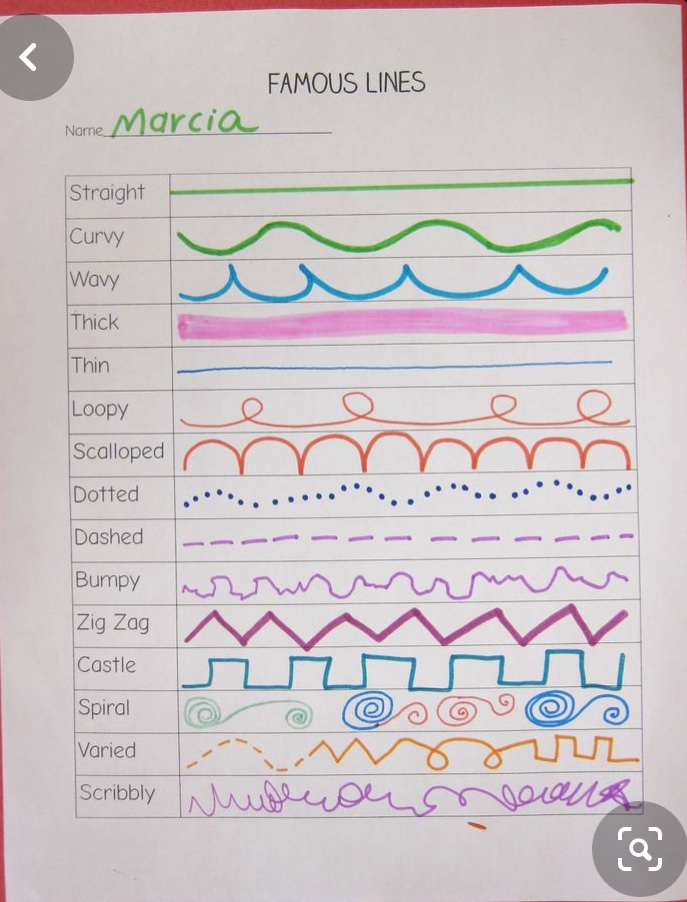 FAMOUS LINES
Name Marcia
Straight
Curvy
Wavy
Thick
Thin
Loopy
Scalloped
Dotted
Dashed
Bumpy
Zig Zag
Castle
Spiral
Varied
Scribbly